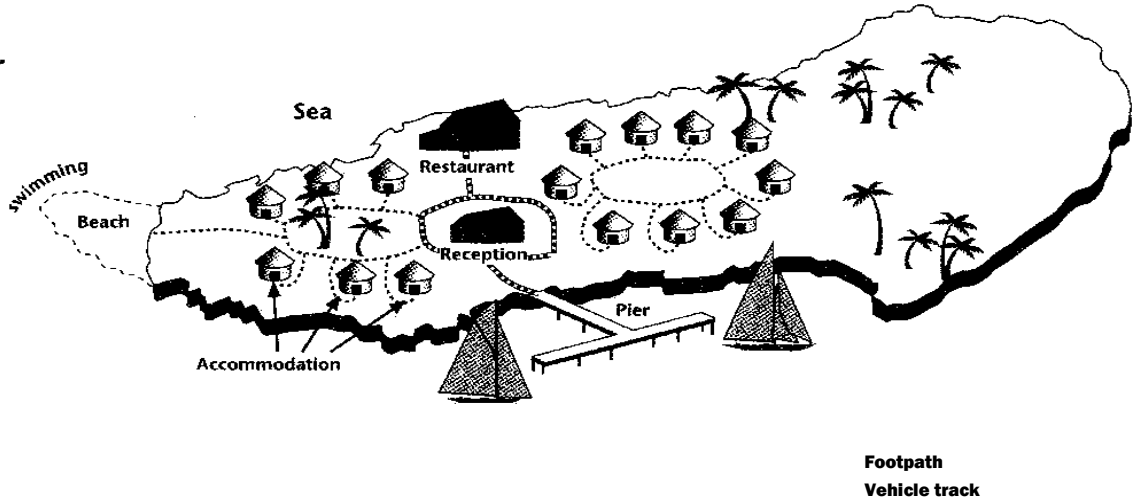 Sea
Restaurant
swimming
Beach
Reception
Pier
Accommodation
Footpath
Vehicle track